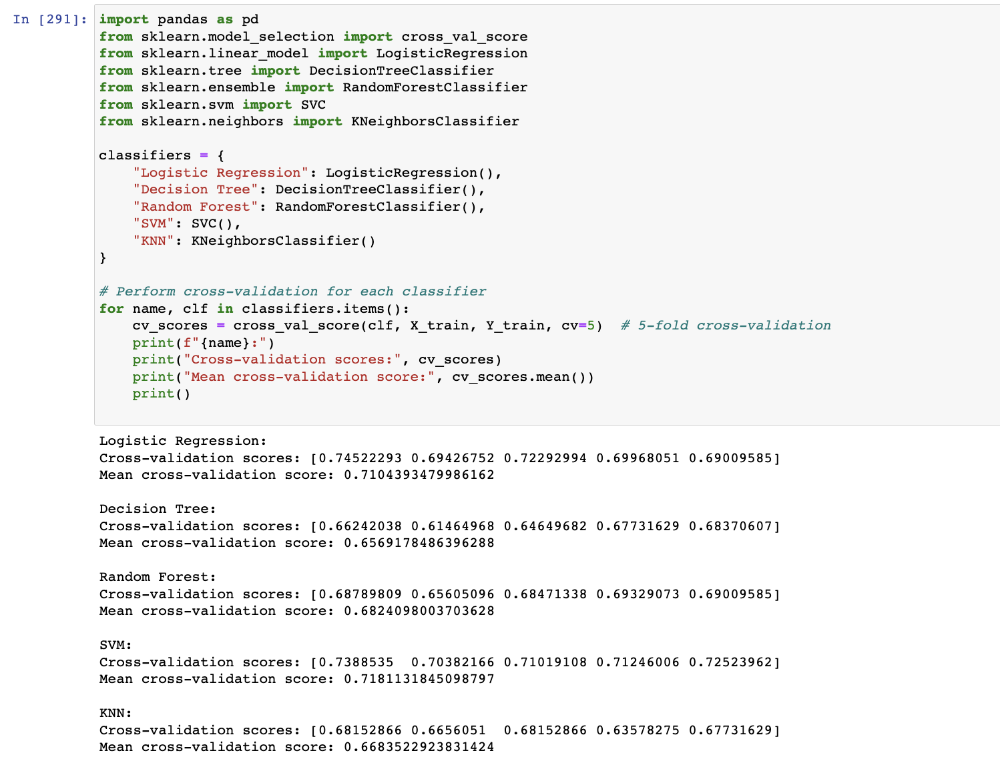 In [291]:
import pandas as pd
from sklearn.model_selection import cross_val_score
from sklearn.linear_model import LogisticRegression
from sklearn.tree import DecisionTreeClassifier
from sklearn.ensemble import RandomForestClassifier
from sklearn.svm import SVC
from sklearn.neighbors import KNeighborsClassifier

classifiers = {
    "Logistic Regression": LogisticRegression(),
    "Decision Tree": DecisionTreeClassifier(),
    "Random Forest": RandomForestClassifier(),
    "SVM": SVC(),
    "KNN": KNeighborsClassifier()
}

# Perform cross-validation for each classifier
for name, clf in classifiers.items():
    cv_scores = cross_val_score(clf, X_train, Y_train, cv=5)  # 5-fold cross-validation
    print(f"{name}:")
    print("Cross-validation scores:", cv_scores)
    print("Mean cross-validation score:", cv_scores.mean())
    print()

Logistic Regression:
Cross-validation scores: [0.74522293 0.69426752 0.72292994 0.69968051 0.69009585]
Mean cross-validation score: 0.7104393479986162

Decision Tree:
Cross-validation scores: [0.66242038 0.61464968 0.64649682 0.67731629 0.68370607]
Mean cross-validation score: 0.6569178486396288

Random Forest:
Cross-validation scores: [0.68789809 0.65605096 0.68471338 0.69329073 0.69009585]
Mean cross-validation score: 0.6824098003703628

SVM:
Cross-validation scores: [0.7388535  0.70382166 0.71019108 0.71246006 0.72523962]
Mean cross-validation score: 0.7181131845098797

KNN:
Cross-validation scores: [0.68152866 0.6656051  0.68152866 0.63578275 0.67731629]
Mean cross-validation score: 0.6683522923831424